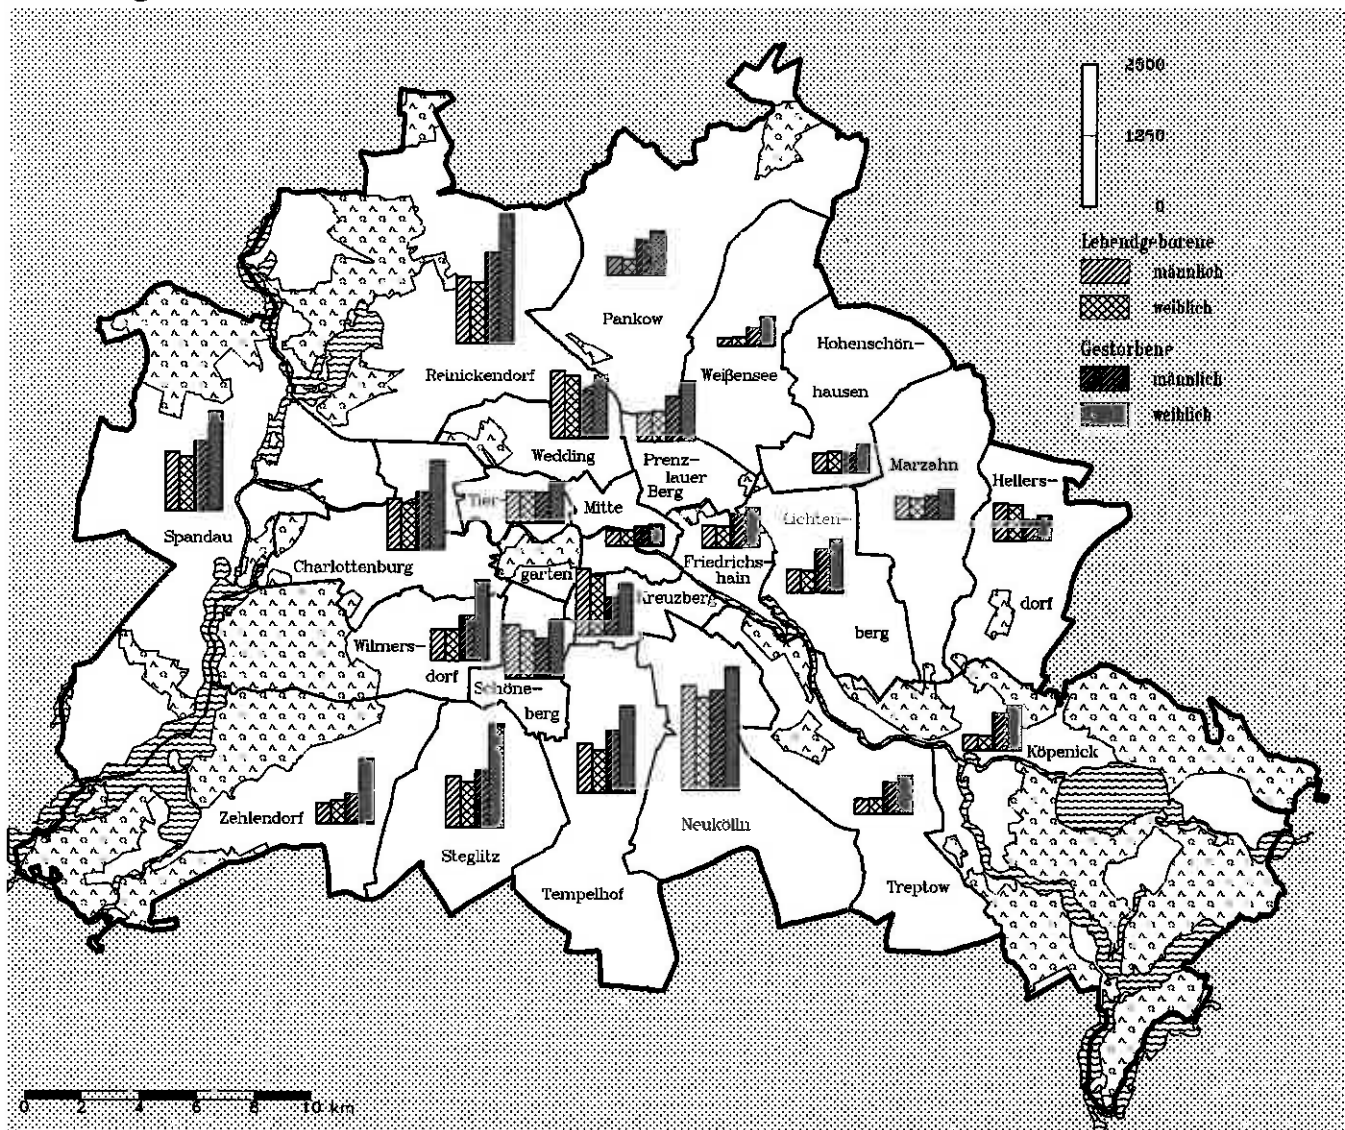 2500
1250
0
Lebendgeborene
männlich
weiblich
Gestorbene
männlich
weiblich
Pankow
Hohenschön-
hausen
Weißensee
Reinickendorf
Wedding
Prenz-
lauer
Berg
Marzahn
Hellers-
dorf
Spandau
Charlottenburg
Tier-
garten
Mitte
Friedrichs-
hain
Lichten-
berg
Kreuzberg
Wilmers-
dorf
Schöne-
berg
Köpenick
Zehlendorf
Steglitz
Tempelhof
Neukölln
Treptow
0 2 4 6 8 10 km